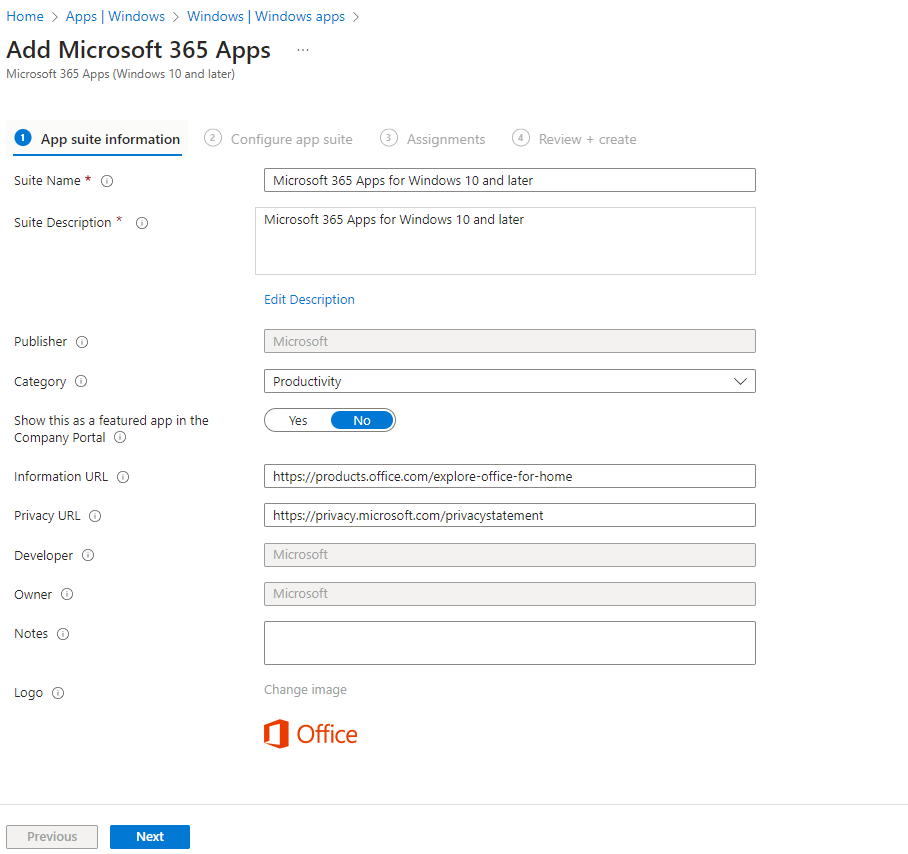 Home > Apps | Windows > Windows | Windows apps >
Add Microsoft 365 Apps ...
Microsoft 365 Apps (Windows 10 and later)
1 App suite information 2 Configure app suite 3 Assignments 4 Review + create
Suite Name * Microsoft 365 Apps for Windows 10 and later
Suite Description * Microsoft 365 Apps for Windows 10 and later
Edit Description
Publisher Microsoft
Category Productivity
Show this as a featured app in the
Company Portal
Yes No
Information URL https://products.office.com/explore-office-for-home
Privacy URL https://privacy.microsoft.com/privacystatement
Developer Microsoft
Owner Microsoft
Notes
Logo Change image
Office
Previous Next